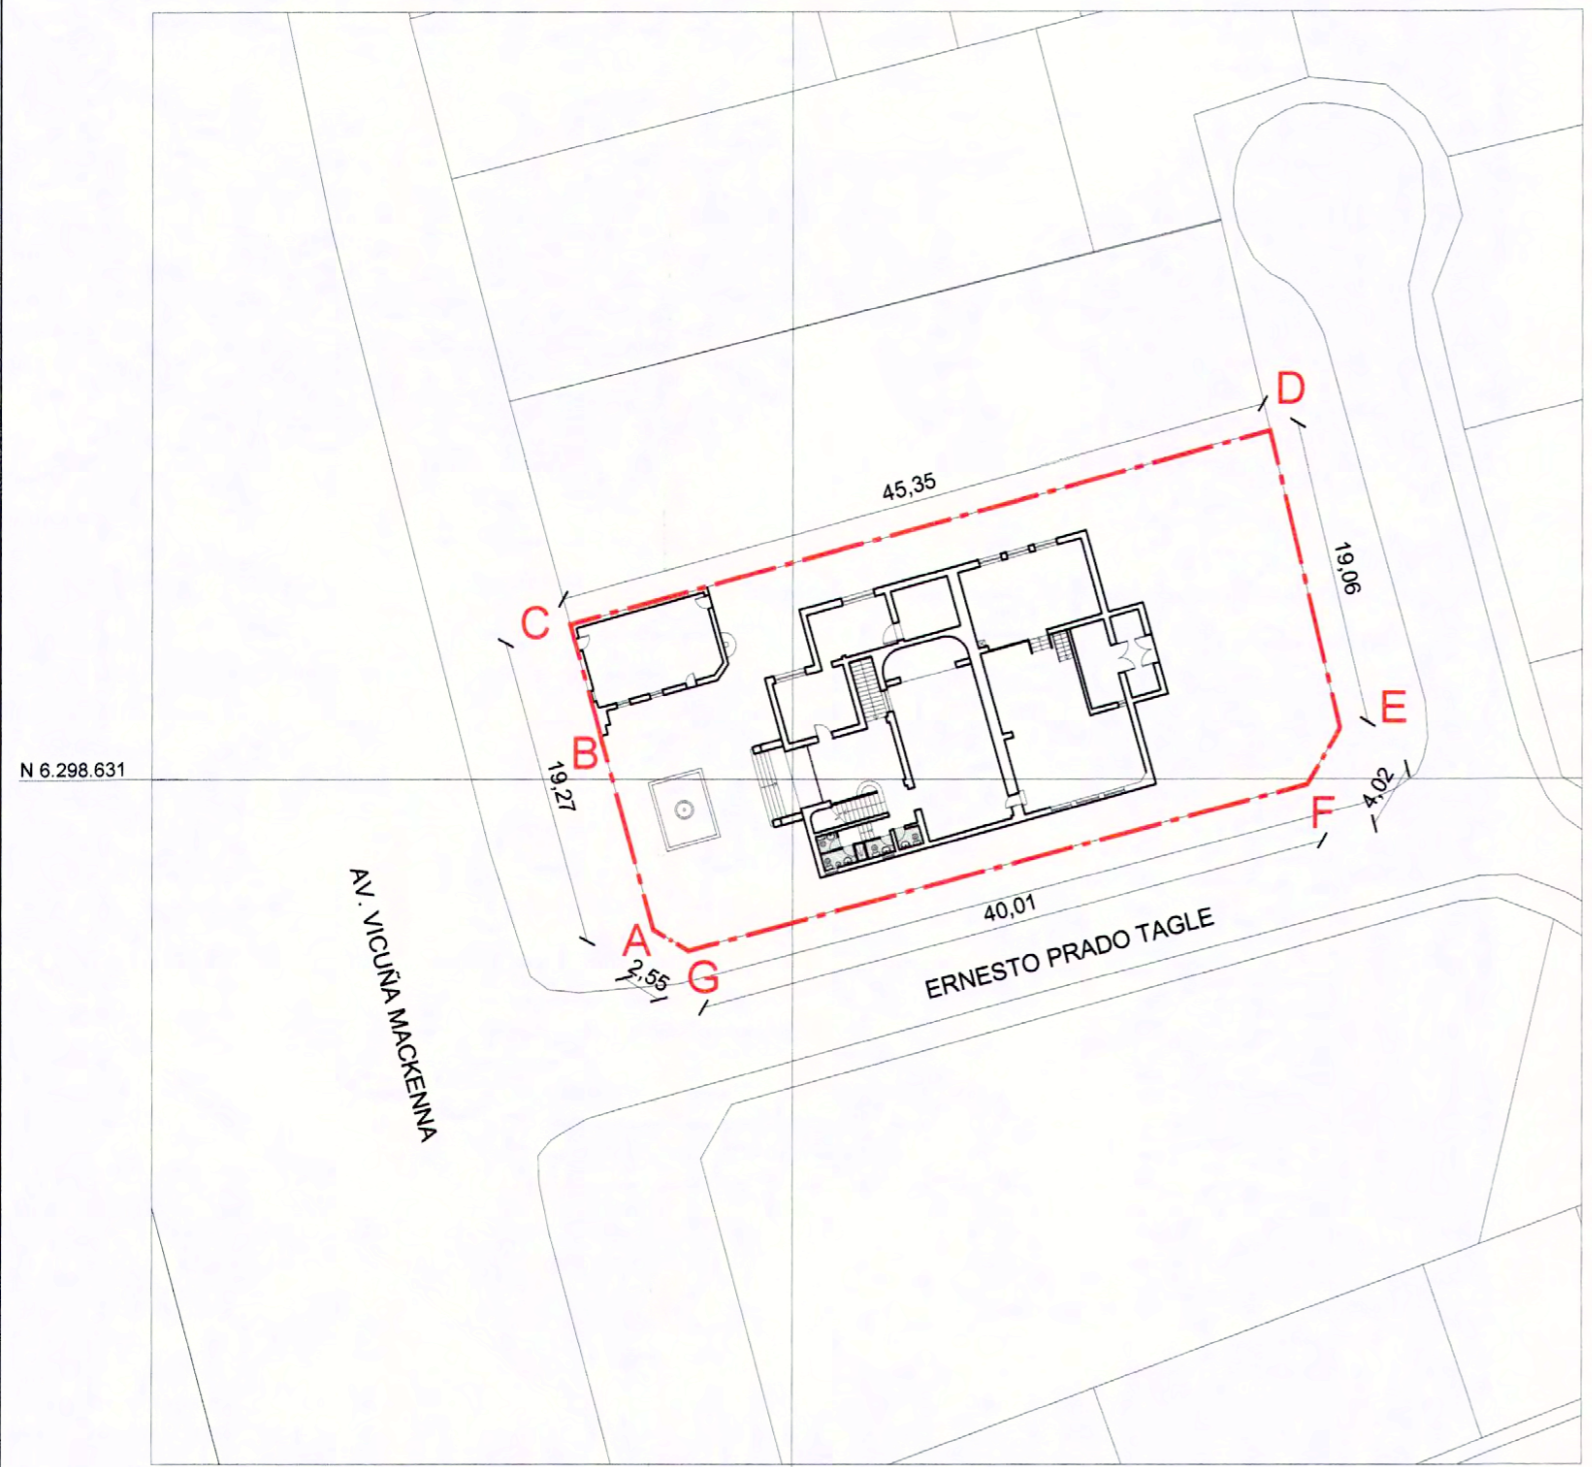 D
45,35
19,06
C
E
B
N 6.298.631
19,27
4,02
F
A
40,01
2,55
G
ERNESTO PRADO TAGLE
AV. VICUÑA MACKENNA